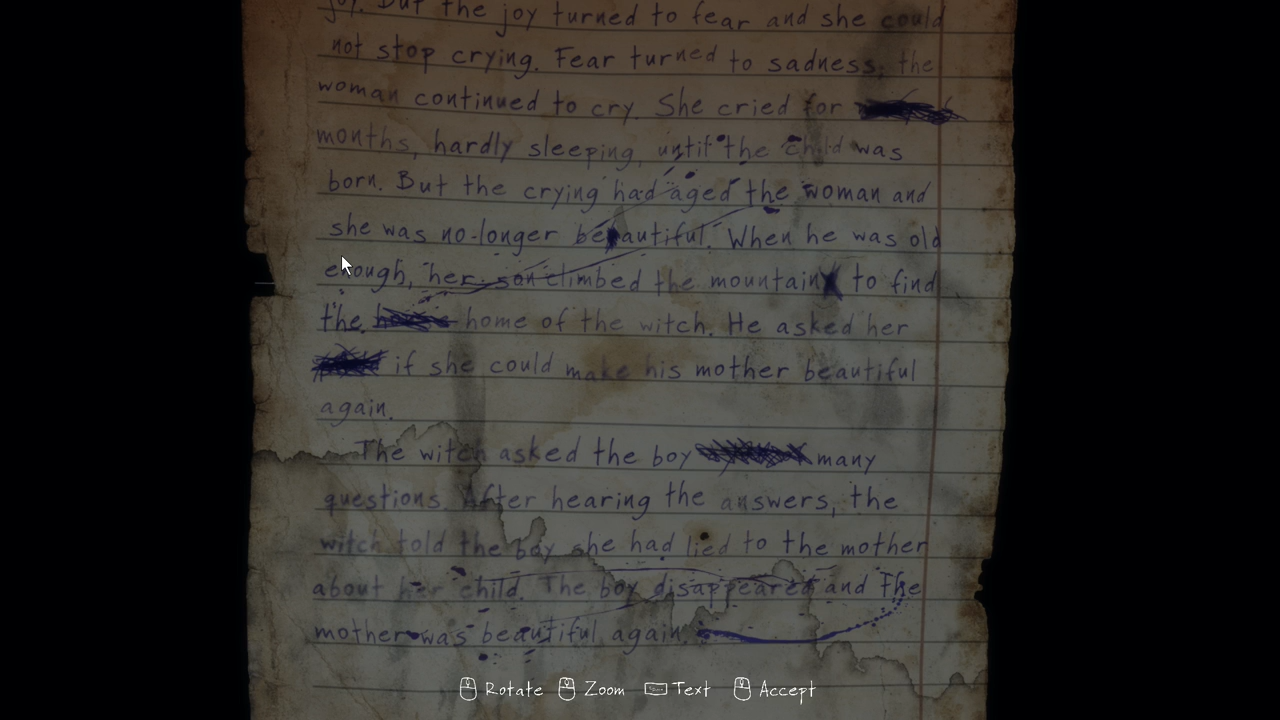 joy. But the joy turned to fear and she could
not stop crying. Fear turned to sadness, the
woman continued to cry. She cried for
months, hardly sleeping, until the child was
born. But the crying had aged the woman and
she was no-longer beautiful. When he was old
enough, her son climbed the mountain to find
the home of the witch. He asked her
if she could make his mother beautiful
again.
The witch asked the boy many
questions. After hearing the answers, the
witch told the boy she had lied to the mother
about her child. The boy disappeared and the
mother was beautiful again.
Rotate Zoom Text Accept